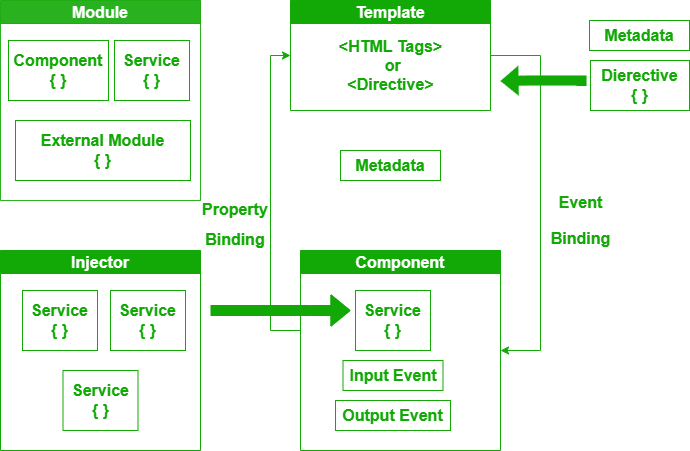 Module
Component
{ }
Service
{ }
External Module
{ }
Template
<HTML Tags>
or
<Directive>
Metadata
Dierective
{ }
Metadata
Property
Binding
Event
Binding
Injector
Service
{ }
Service
{ }
Service
{ }
Component
Service
{ }
Input Event
Output Event